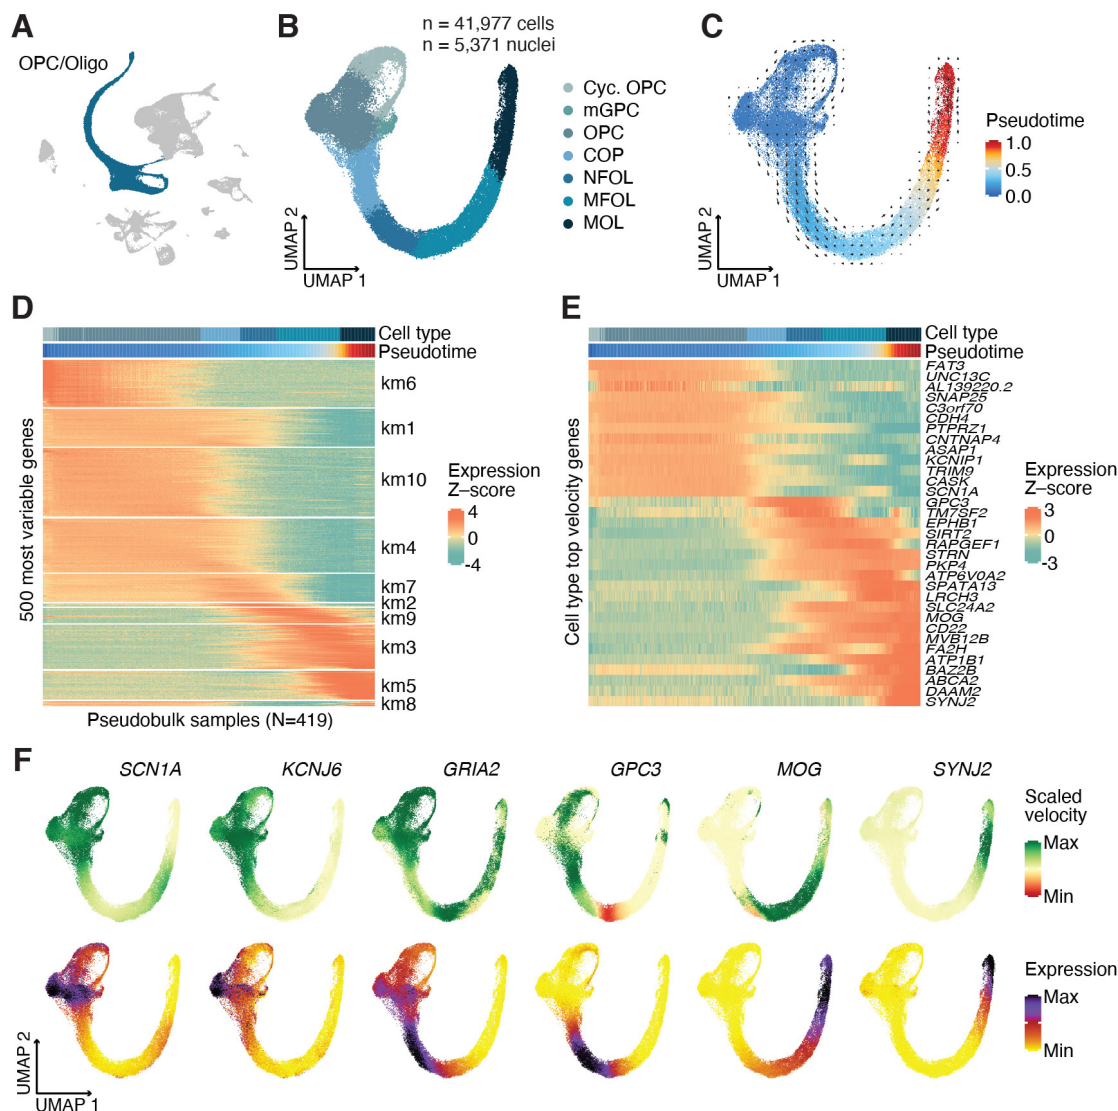 A
OPC/Oligo
B
n = 41,977 cells
n = 5,371 nuclei
Cyc. OPC
mGPC
OPC
COP
NFOL
MFOL
MOL
UMAP 2
UMAP 1
C
Pseudotime
1.0
0.5
0.0
UMAP 2
UMAP 1
D
Cell type
Pseudotime
500 most variable genes
km6
km1
km10
km4
km7
km2
km9
km3
km5
km8
Pseudobulk samples (N=419)
Expression
Z–score
4
0
-4
E
Cell type
Pseudotime
Cell type top velocity genes
FAT3
UNC13C
AL139220.2
SNAP25
C3orf70
CDH4
PTPRZ1
CNTNAP4
ASAP1
KCNIP1
TRIM9
CASK
SCN1A
GPC3
TM7SF2
EPHB1
SIRT2
RAPGEF1
STRN
PKP4
ATP6V0A2
SPATA13
LRCH3
SLC24A2
MOG
CD22
MVB12B
FA2H
ATP1B1
BAZ2B
ABCA2
DAAM2
SYNJ2
Expression
Z–score
3
0
-3
F
SCN1A
KCNJ6
GRIA2
GPC3
MOG
SYNJ2
Scaled
velocity
Max
Min
Expression
Max
Min
UMAP 2
UMAP 1